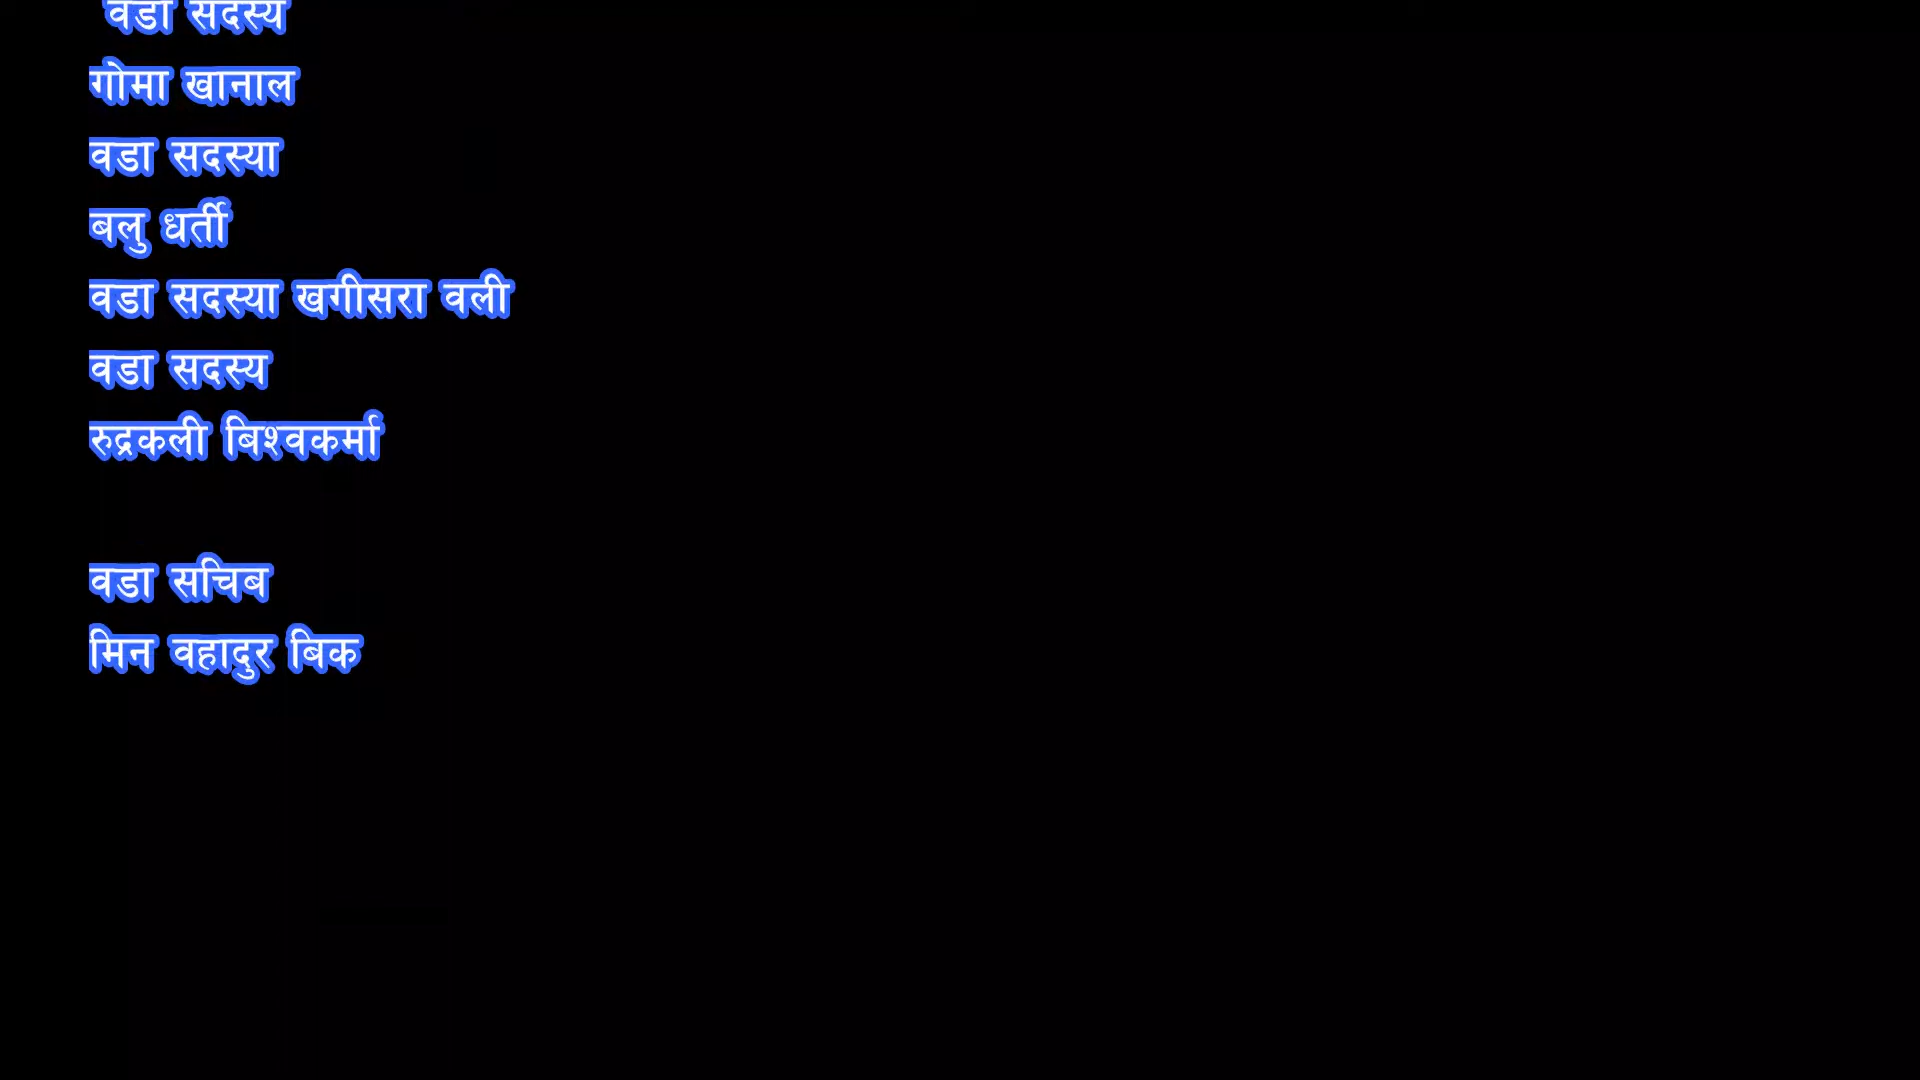 वडा सदस्य
गोमा खानाल
वडा सदस्या
बलु धर्ती
वडा सदस्या खगीसरा वली
वडा सदस्य
रुद्रकली बिश्वकर्मा
वडा सचिब
मिन वहादुर बिक